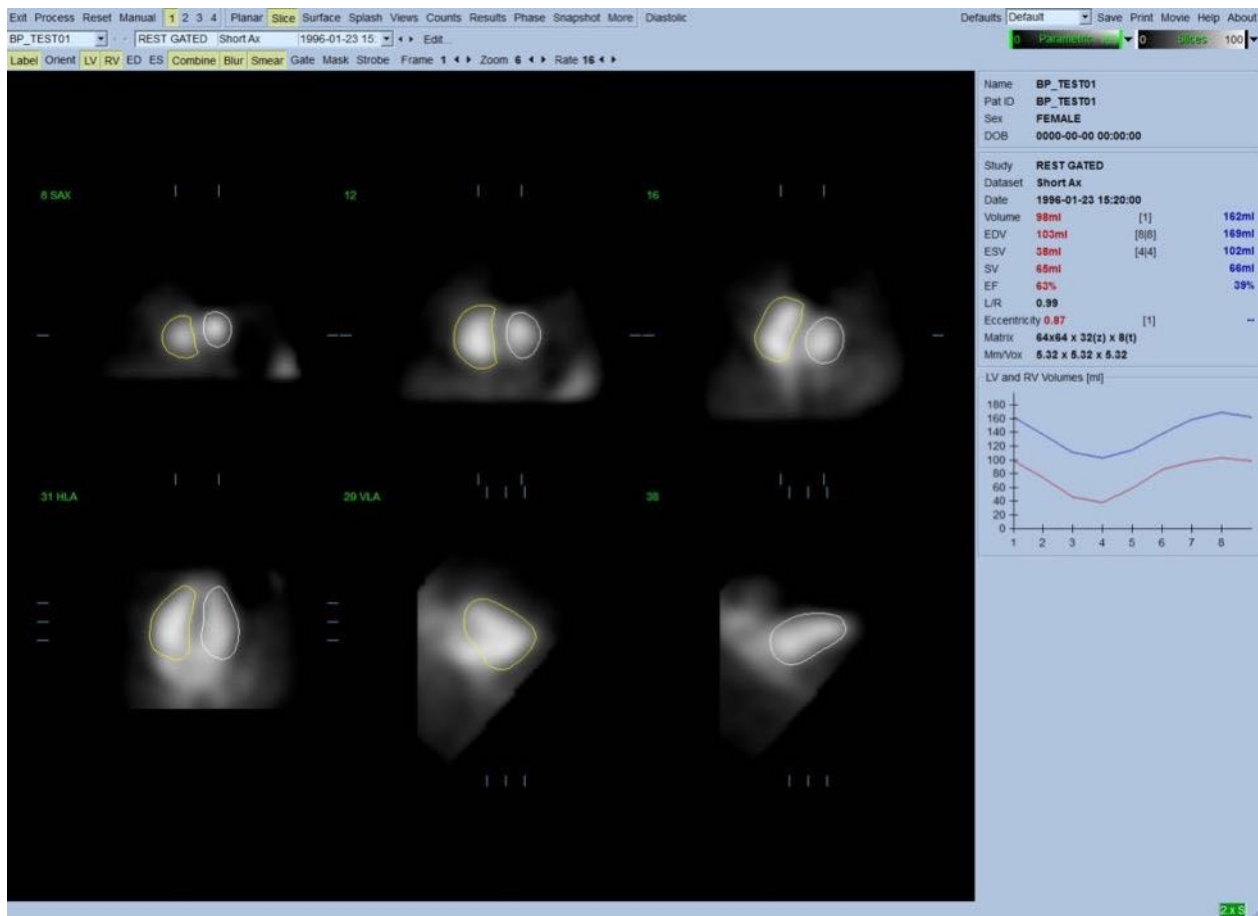 Exit Process Reset Manual 1 2 3 4 Planar Slice Surface Splash Views Counts Results Phase Snapshot More Diastolic Defaults Default Save Print Movie Help About
BP_TEST01 REST GATED Short Ax 1996-01-23 15: Edit... 0 Parametric 0 Slices 100
Label Orient LV RV ED ES Combine Blur Smear Gate Mask Strobe Frame 1 Zoom 6 Rate 16
Name BP_TEST01
Pat ID BP_TEST01
Sex FEMALE
DOB 0000-00-00 00:00:00
Study REST GATED
Dataset Short Ax
Date 1996-01-23 15:20:00
Volume 98ml [1] 162ml
EDV 103ml [8|8] 169ml
ESV 38ml [4|4] 102ml
SV 65ml 66ml
EF 63% 39%
L/R 0.99
Eccentricity 0.87 [1] --
Matrix 64x64 x 32(z) x 8(t)
Mm/Vox 5.32 x 5.32 x 5.32
LV and RV Volumes [ml]
180
160
140
120
100
80
60
40
20
0
1 2 3 4 5 6 7 8
8 SAX 12 16
31 HLA 29 VLA 38
2 x S